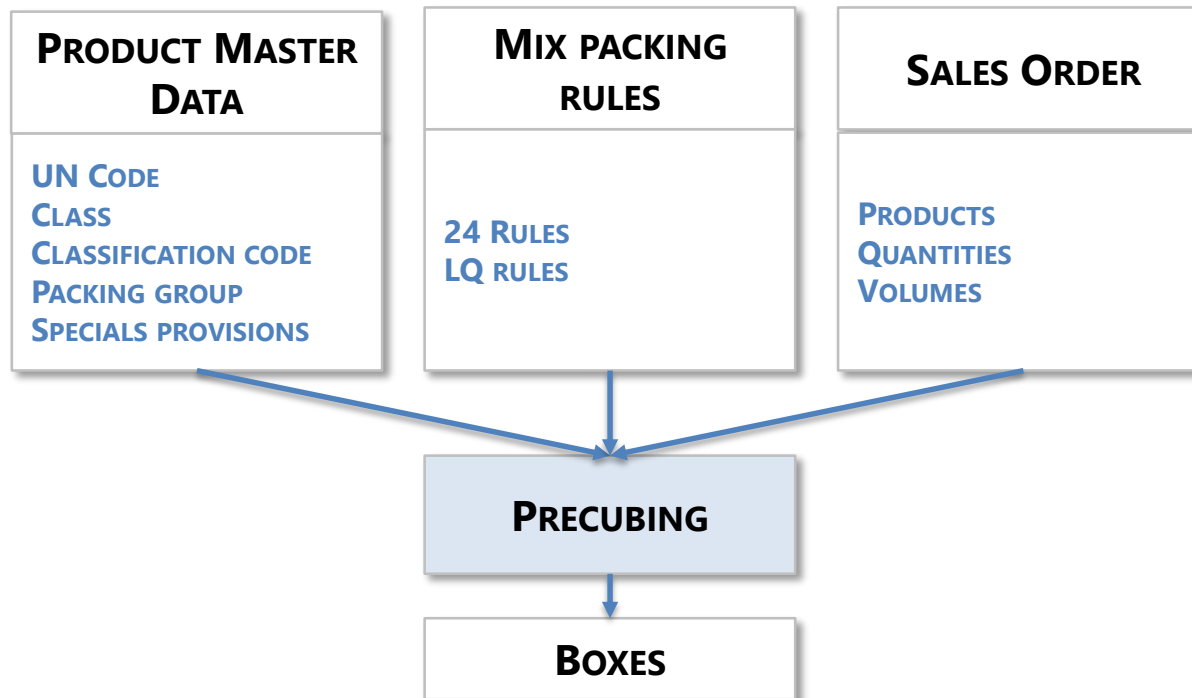 PRODUCT MASTER
DATA
UN CODE
CLASS
CLASSIFICATION CODE
PACKING GROUP
SPECIALS PROVISIONS
MIX PACKING
RULES
24 RULES
LQ RULES
SALES ORDER
PRODUCTS
QUANTITIES
VOLUMES
PRECUBING
BOXES